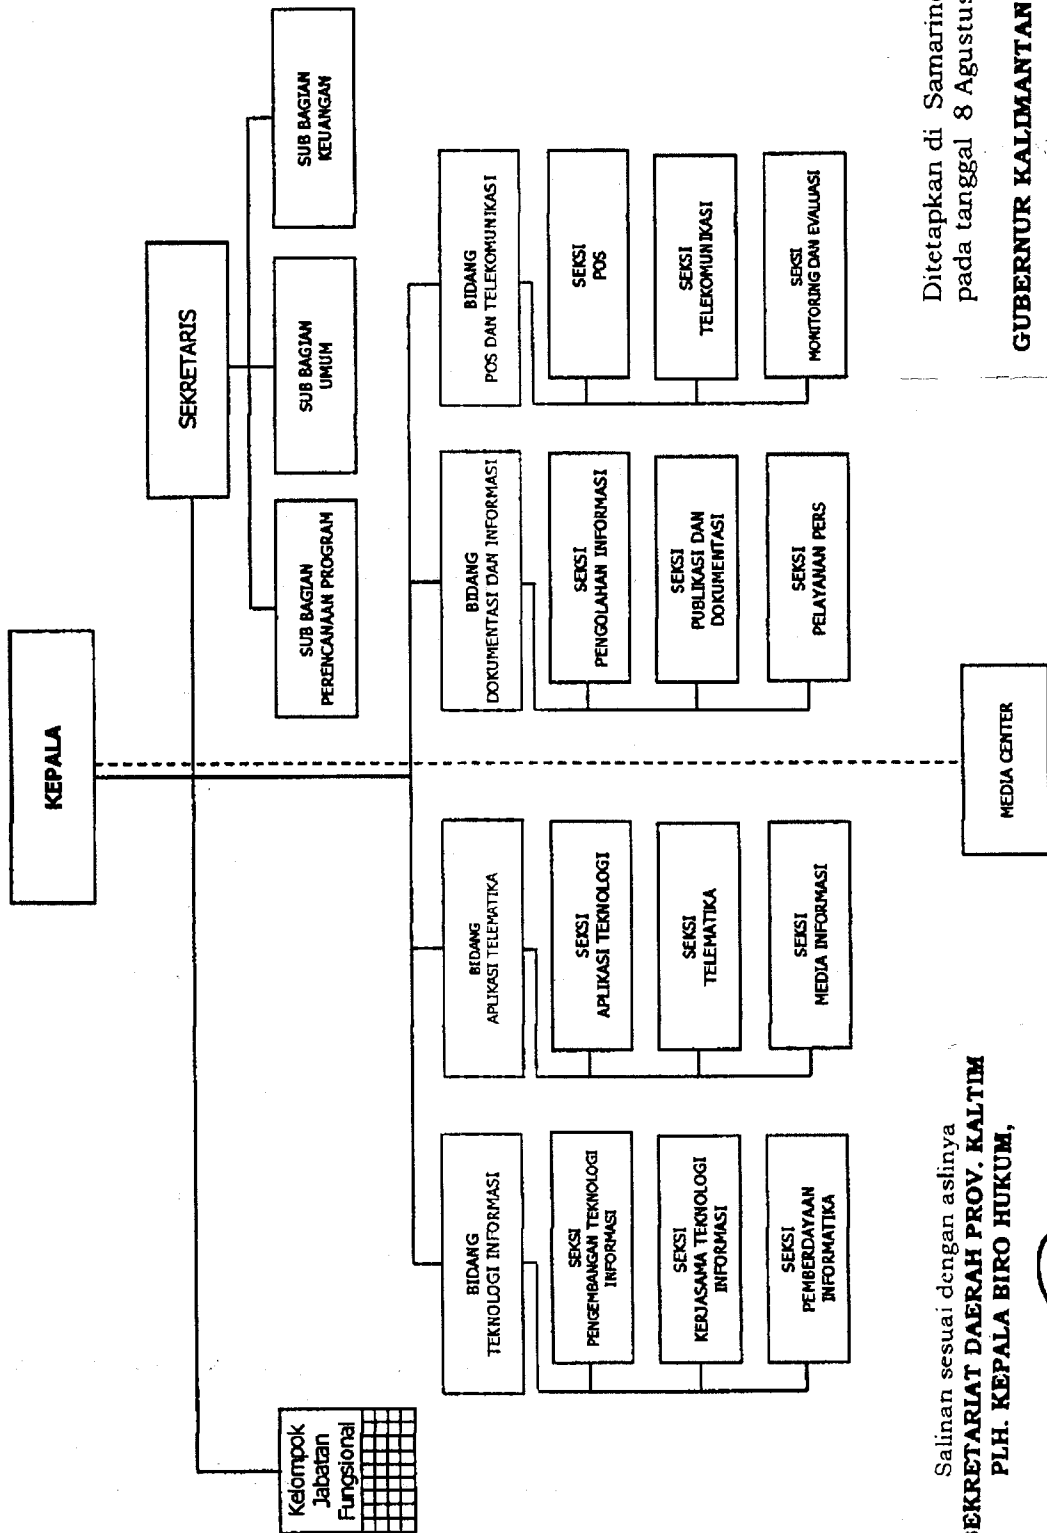 KEPALA
SEKRETARIS
SUB BAGIAN
PERENCANAAN PROGRAM
SUB BAGIAN
UMUM
SUB BAGIAN
KEUANGAN
Kelompok
Jabatan
Fungsional
BIDANG
TEKNOLOGI INFORMASI
SEKSI
PENGEMBANGAN TEKNOLOGI
INFORMASI
SEKSI
KERJASAMA TEKNOLOGI
INFORMASI
SEKSI
PEMBERDAYAAN
INFORMATIKA
BIDANG
APLIKASI TELEMATIKA
SEKSI
APLIKASI TEKNOLOGI
SEKSI
TELEMATIKA
SEKSI
MEDIA INFORMASI
BIDANG
DOKUMENTASI DAN INFORMASI
SEKSI
PENGOLAHAN INFORMASI
SEKSI
PUBLIKASI DAN
DOKUMENTASI
SEKSI
PELAYANAN PERS
BIDANG
POS DAN TELEKOMUNIKASI
SEKSI
POS
SEKSI
TELEKOMUNIKASI
SEKSI
MONITORING DAN EVALUASI
MEDIA CENTER
Salinan sesuai dengan aslinya
SEKRETARIAT DAERAH PROV. KALTIM
PLH. KEPALA BIRO HUKUM,
Ditetapkan di Samarin
pada tanggal 8 Agustus
GUBERNUR KALIMANTAN